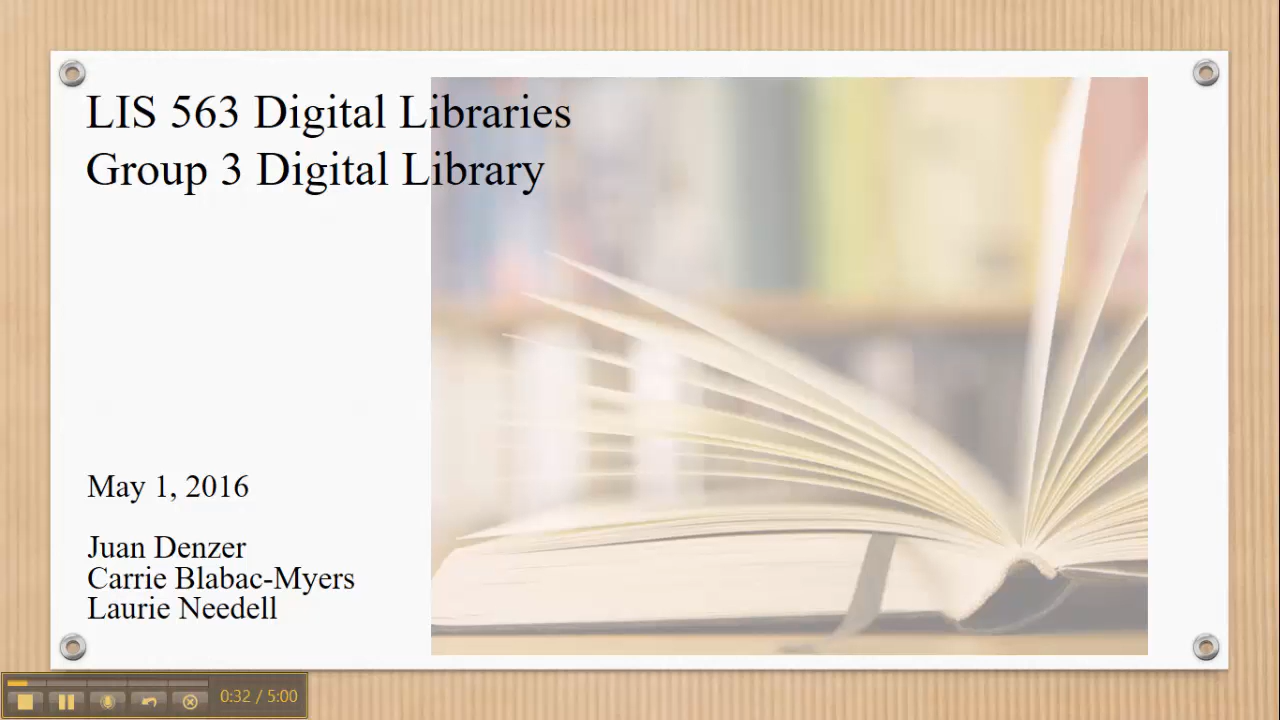 LIS 563 Digital Libraries
Group 3 Digital Library
May 1, 2016
Juan Denzer
Carrie Blabac-Myers
Laurie Needell
0:32 / 5:00